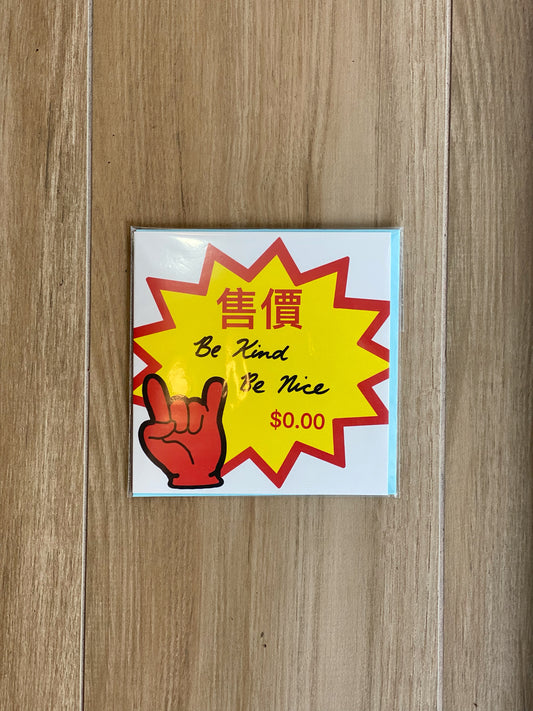 售價
Be Kind
Be Nice
$0.00